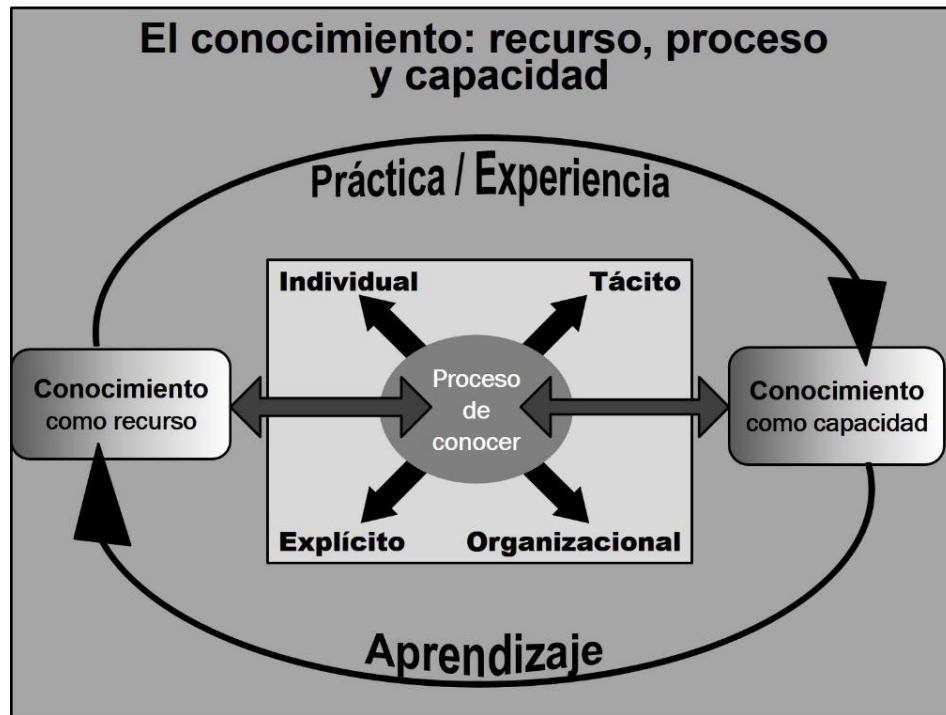 El conocimiento: recurso, proceso
y capacidad
Práctica / Experiencia
Individual
Tácito
Conocimiento
como recurso
Proceso
de
conocer
Conocimiento
como capacidad
Explícito
Organizacional
Aprendizaje